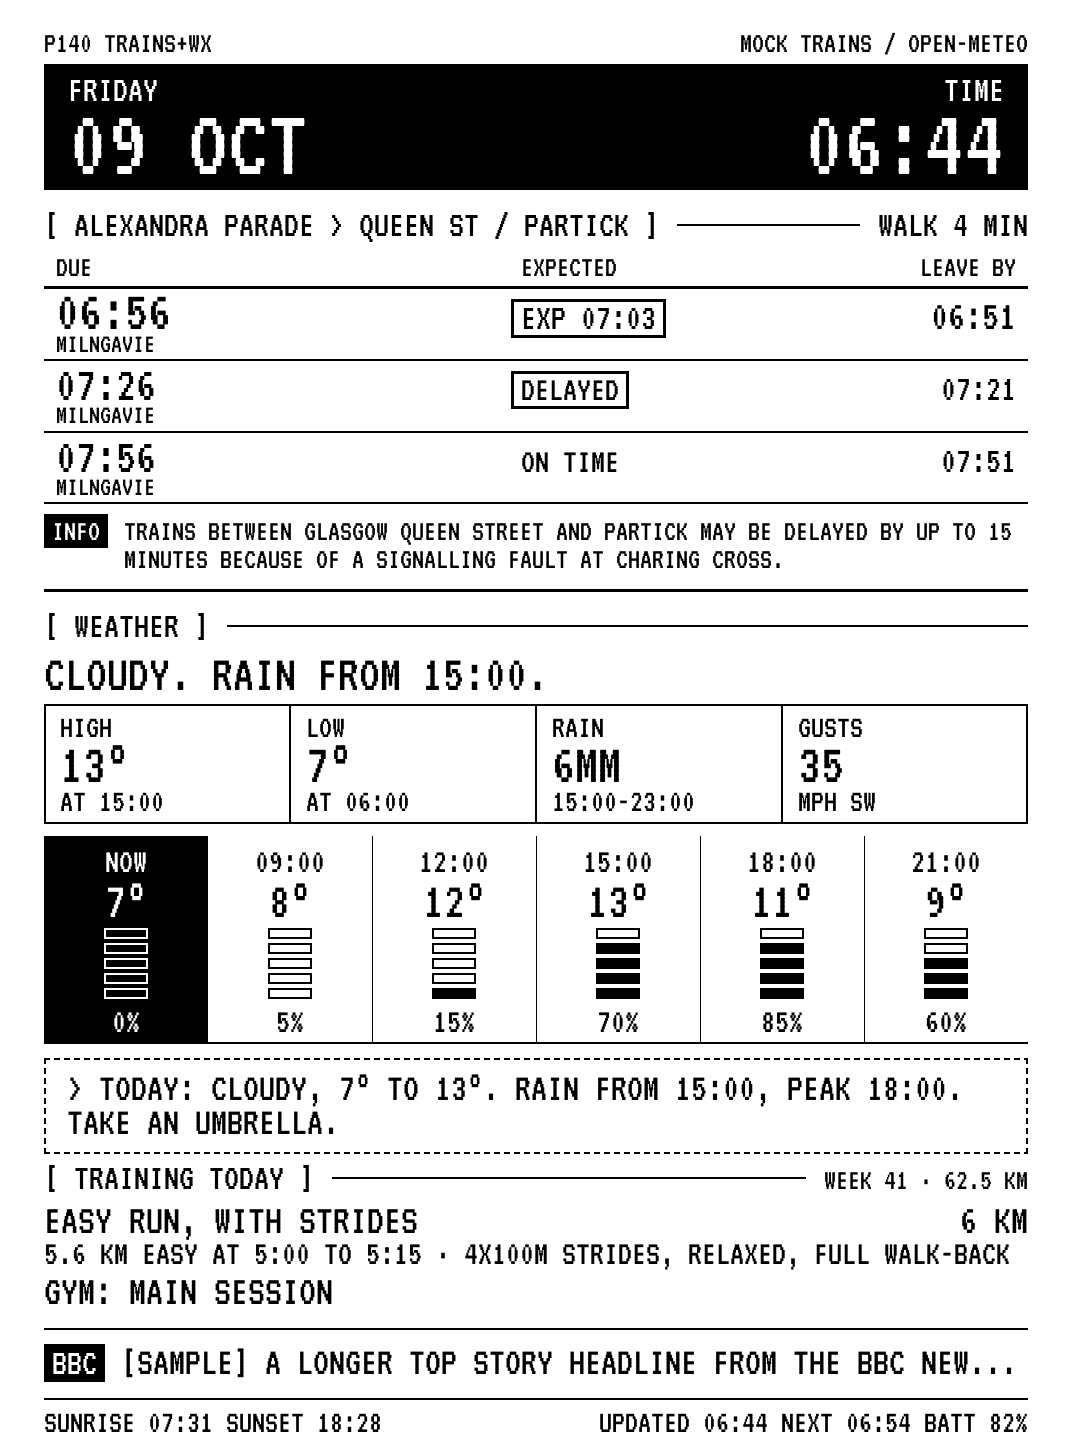 P140 TRAINS+WX MOCK TRAINS / OPEN-METEO
FRIDAY TIME
09 OCT 06:44
[ ALEXANDRA PARADE > QUEEN ST / PARTICK ] WALK 4 MIN
DUE EXPECTED LEAVE BY
06:56 EXP 07:03 06:51
MILNGAVIE
07:26 DELAYED 07:21
MILNGAVIE
07:56 ON TIME 07:51
MILNGAVIE
INFO TRAINS BETWEEN GLASGOW QUEEN STREET AND PARTICK MAY BE DELAYED BY UP TO 15
MINUTES BECAUSE OF A SIGNALLING FAULT AT CHARING CROSS.
[ WEATHER ]
CLOUDY. RAIN FROM 15:00.
HIGH LOW RAIN GUSTS
13° 7° 6MM 35
AT 15:00 AT 06:00 15:00-23:00 MPH SW
NOW 09:00 12:00 15:00 18:00 21:00
7° 8° 12° 13° 11° 9°
0% 5% 15% 70% 85% 60%
> TODAY: CLOUDY, 7° TO 13°. RAIN FROM 15:00, PEAK 18:00.
TAKE AN UMBRELLA.
[ TRAINING TODAY ] WEEK 41 · 62.5 KM
EASY RUN, WITH STRIDES 6 KM
5.6 KM EASY AT 5:00 TO 5:15 · 4X100M STRIDES, RELAXED, FULL WALK-BACK
GYM: MAIN SESSION
BBC [SAMPLE] A LONGER TOP STORY HEADLINE FROM THE BBC NEW...
SUNRISE 07:31 SUNSET 18:28 UPDATED 06:44 NEXT 06:54 BATT 82%